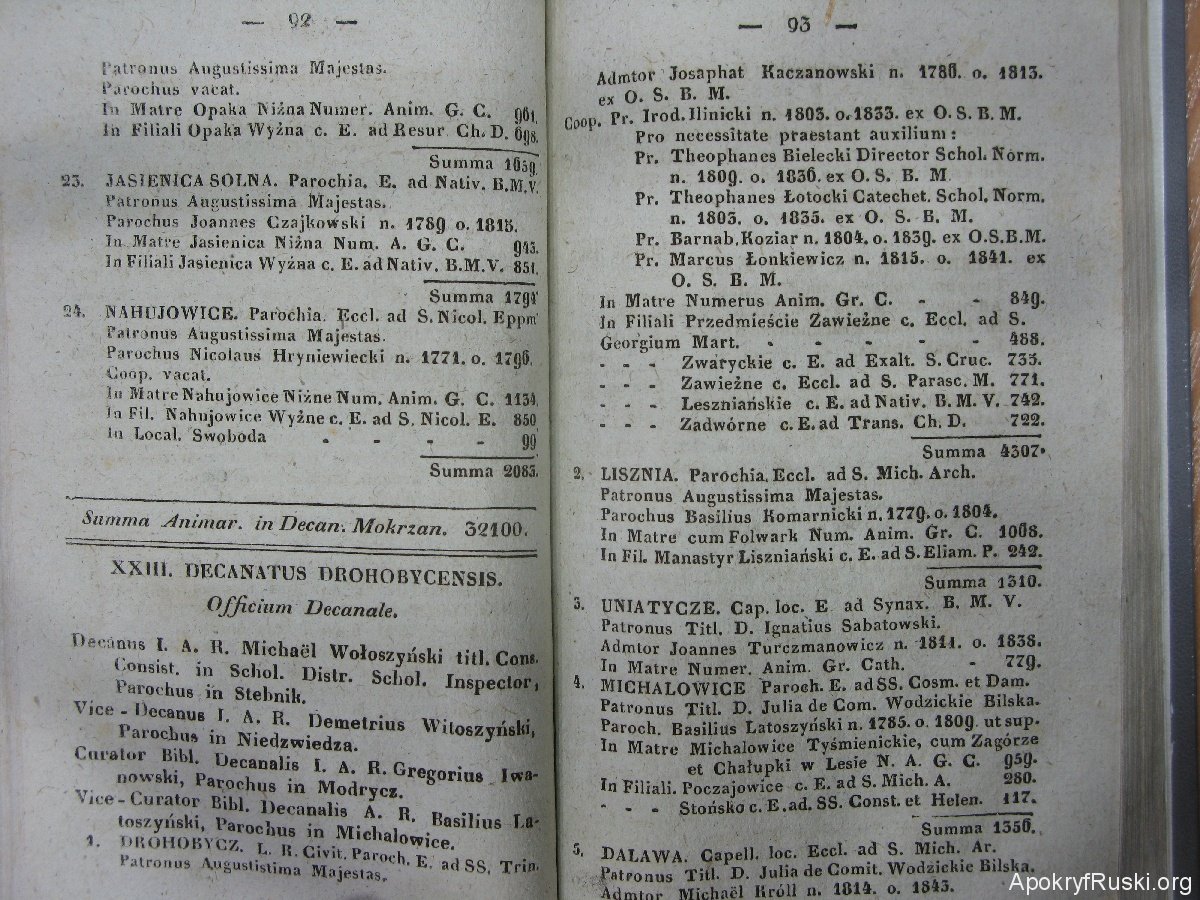 — 92 —
Patronus Augustissima Majestas.
Parochus vacat.
In Matre Opaka Niżna Numer. Anim. G. C. 961.
In Filiali Opaka Wyżna c. E. ad Resur. Ch. D. 698.
Summa 1659.
23. JASIENICA SOLNA. Parochia. E. ad Nativ. B.M.V.
Patronus Augustissima Majestas.
Parochus Joannes Czajkowski n. 1789 o. 1815.
In Matre Jasienica Niżna Num. A. G. C. 943.
In Filiali Jasienica Wyżna c. E. ad Nativ. B.M.V. 851.
Summa 1794
24. NAHUJOWICE. Parochia. Eccl. ad S. Nicol. Eppm
Patronus Augustissima Majestas.
Parochus Nicolaus Hryniewiecki n. 1771. o. 1796.
Coop. vacat.
In Matre Nahujowice Niżne Num. Anim. G. C. 1134.
In Fil. Nahujowice Wyżne c. E. ad S. Nicol. E. 850
In Local. Swoboda - - - - 99
Summa 2083.
Summa Animar. in Decan. Mokrzan. 32100.
XXIII. DECANATUS DROHOBYCENSIS.
Officium Decanale.
Decanus I. A. R. Michaël Wołoszyński titl. Cons.
Consist. in Schol. Distr. Schol. Inspector,
Parochus in Stebnik.
Vice - Decanus I. A. R. Demetrius Witoszyński,
Parochus in Niedzwiedza.
Curator Bibl. Decanalis I. A. R. Gregorius Iwa-
nowski, Parochus in Modrycz.
Vice - Curator Bibl. Decanalis A. R. Basilius La-
toszyński, Parochus in Michalowice.
1. DROHOBYCZ. L. R. Civit. Paroch. E. ad SS. Trin.
Patronus Augustistima Majestas,
— 93 —
Admtor Josaphat Kaczanowski n. 1786. o. 1813.
ex O. S. B. M.
Coop. Pr. Irod. Ilinicki n. 1803. o. 1833. ex O. S. B. M.
Pro necessitate praestant auxilium:
Pr. Theophanes Bielecki Director Schol. Norm.
n. 1809. o. 1836. ex O. S. B. M
Pr. Theophanes Łotocki Catechet. Schol. Norm.
n. 1803. o. 1835. ex O. S. B. M.
Pr. Barnab. Koziar n. 1804. o. 1839. ex O.S.B.M.
Pr. Marcus Łonkiewicz n. 1815. o. 1841. ex
O. S. B. M.
In Matre Numerus Anim. Gr. C. - - 849.
In Filiali Przedmieście Zawieżne c. Eccl. ad S.
Georgium Mart. - - - - - 488.
- - - Zwaryckie c. E. ad Exalt. S. Cruc. 735.
- - - Zawieżne c. Eccl. ad S. Parasc. M. 771.
- - - Leszniańskie c. E. ad Nativ. B. M. V. 742.
- - - Zadwórne c. E. ad Trans. Ch. D. 722.
Summa 4307.
2. LISZNIA. Parochia. Eccl. ad S. Mich. Arch.
Patronus Augustissima Majestas.
Parochus Basilius Komarnicki n. 1779. o. 1804.
In Matre cum Folwark Num. Anim. Gr. C. 1068.
In Fil. Manastyr Liszniański c. E. ad S. Eliam. P. 242.
Summa 1310.
3. UNIATYCZE. Cap. loc. E ad Synax. B. M. V.
Patronus Titl. D. Ignatius Sabatowski.
Admtor Joannes Turczmanowicz n. 1811. o. 1838.
In Matre Numer. Anim. Gr. Cath. - 779.
4. MICHALOWICE Paroch. E. ad SS. Cosm. et Dam.
Patronus Titl. D. Julia de Com. Wodzickie Bilska.
Paroch. Basilius Latoszyński n. 1785. o. 1809. ut sup.
In Matre Michalowice Tyśmienickie, cum Zagórze
et Chałupki w Lesie N. A. G. C. 959.
In Filiali. Poczajowice c. E. ad S. Mich. A. 280.
- - - Stońsko c. E. ad. SS. Const. et Helen. 117.
Summa 1356.
5. DALAWA. Capell. loc. Eccl. ad S. Mich. Ar.
Patronus Titl. D. Julia de Comit. Wodzickie Bilska.
Admtor Michaël Króll n. 1814. o. 1843.
ApokryfRuski.org